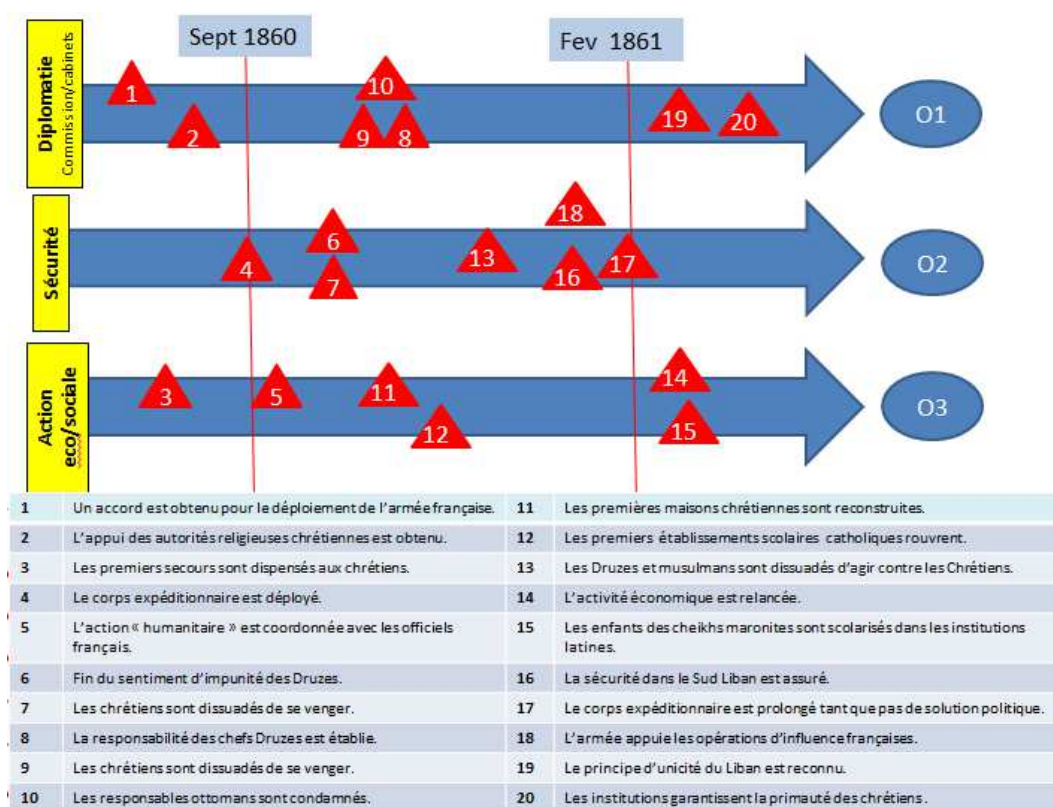 Sept 1860
Fev 1861
Diplomatie
Commission/cabinets
1
2
10
9
8
19
20
O1
Sécurité
4
6
7
13
18
16
17
O2
Action
eco/sociale
3
5
11
12
14
15
O3
1 Un accord est obtenu pour le déploiement de l'armée française.
11 Les premières maisons chrétiennes sont reconstruites.
2 L'appui des autorités religieuses chrétiennes est obtenu.
12 Les premiers établissements scolaires catholiques rouvrent.
3 Les premiers secours sont dispensés aux chrétiens.
13 Les Druzes et musulmans sont dissuadés d'agir contre les Chrétiens.
4 Le corps expéditionnaire est déployé.
14 L'activité économique est relancée.
5 L'action « humanitaire » est coordonnée avec les officiels
français.
15 Les enfants des cheikhs maronites sont scolarisés dans les institutions
latines.
6 Fin du sentiment d'impunité des Druzes.
16 La sécurité dans le Sud Liban est assuré.
7 Les chrétiens sont dissuadés de se venger.
17 Le corps expéditionnaire est prolongé tant que pas de solution politique.
8 La responsabilité des chefs Druzes est établie.
18 L'armée appuie les opérations d'influence françaises.
9 Les chrétiens sont dissuadés de se venger.
19 Le principe d'unicité du Liban est reconnu.
10 Les responsables ottomans sont condamnés.
20 Les institutions garantissent la primauté des chrétiens.